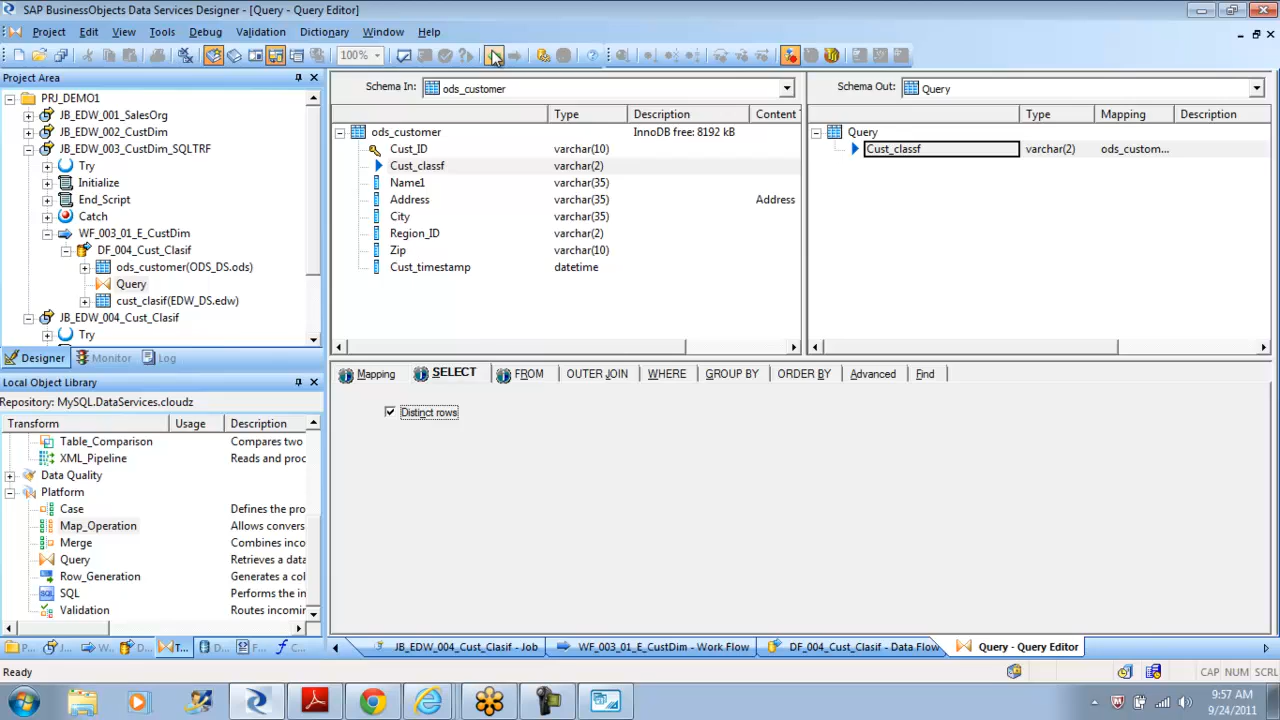 SAP BusinessObjects Data Services Designer - [Query - Query Editor]
Project Edit View Tools Debug Validation Dictionary Window Help
100%
Project Area
PRJ_DEMO1
JB_EDW_001_SalesOrg
JB_EDW_002_CustDim
JB_EDW_003_CustDim_SQLTRF
Try
Initialize
End_Script
Catch
WF_003_01_E_CustDim
DF_004_Cust_Clasif
ods_customer(ODS_DS.ods)
Query
cust_clasif(EDW_DS.edw)
JB_EDW_004_Cust_Clasif
Try
Designer Monitor Log
Local Object Library
Repository: MySQL.DataServices.cloudz
Transform Usage Description
Table_Comparison Compares two
XML_Pipeline Reads and proc
Data Quality
Platform
Case Defines the pro
Map_Operation Allows convers
Merge Combines inco
Query Retrieves a data
Row_Generation Generates a col
SQL Performs the in
Validation Routes incomin
P... J... W... D... T... D... F... C...
Schema In: ods_customer
Type Description Content
ods_customer InnoDB free: 8192 kB
Cust_ID varchar(10)
Cust_classf varchar(2)
Name1 varchar(35)
Address varchar(35) Address
City varchar(35)
Region_ID varchar(2)
Zip varchar(10)
Cust_timestamp datetime
Schema Out: Query
Type Mapping Description
Query
Cust_classf varchar(2) ods_custom...
Mapping SELECT FROM OUTER JOIN WHERE GROUP BY ORDER BY Advanced Find
Distinct rows
JB_EDW_004_Cust_Clasif - Job WF_003_01_E_CustDim - Work Flow DF_004_Cust_Clasif - Data Flow Query - Query Editor
Ready CAP NUM SCRL
9:57 AM
9/24/2011